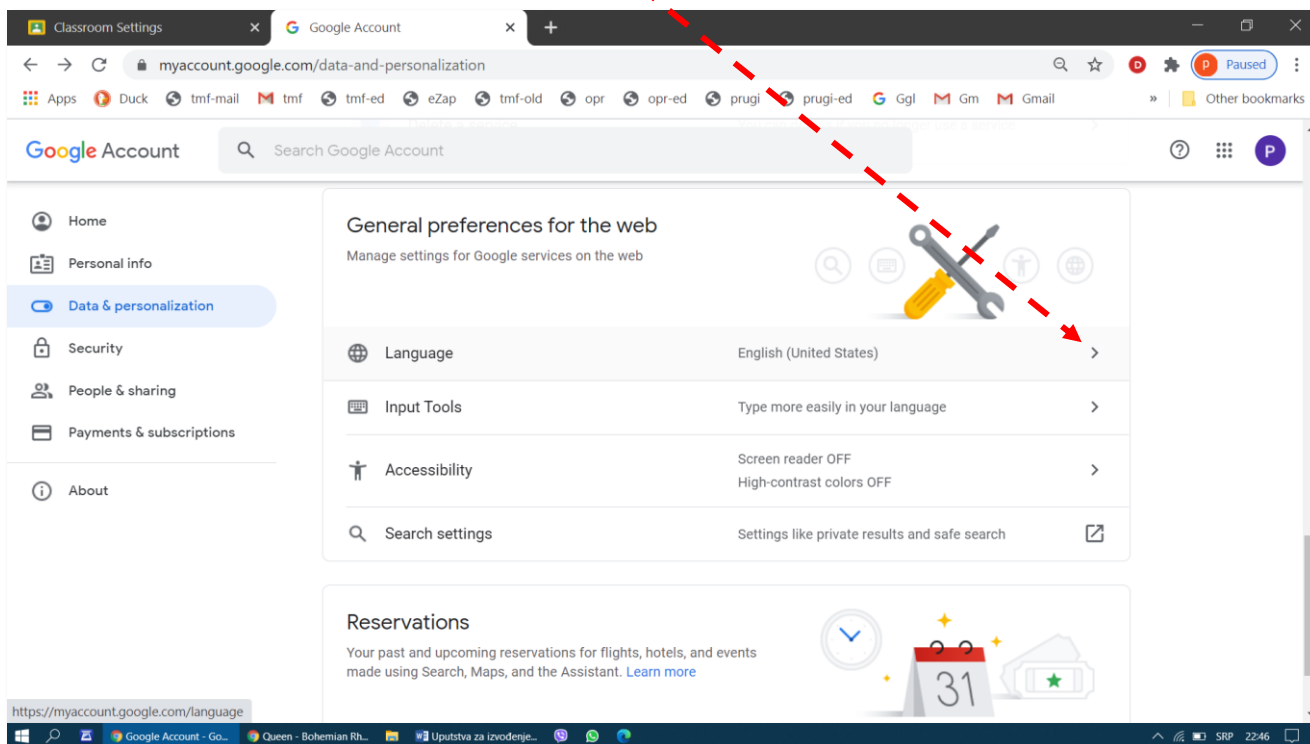 Classroom Settings
Google Account
myaccount.google.com/data-and-personalization
Paused
Apps Duck tmf-mail tmf tmf-ed eZap tmf-old opr opr-ed prugi prugi-ed Ggl Gm Gmail » Other bookmarks
Google Account
Search Google Account
P
Home
Personal info
Data & personalization
Security
People & sharing
Payments & subscriptions
About
General preferences for the web
Manage settings for Google services on the web
Language English (United States)
Input Tools Type more easily in your language
Accessibility Screen reader OFF
High-contrast colors OFF
Search settings Settings like private results and safe search
Reservations
Your past and upcoming reservations for flights, hotels, and events
made using Search, Maps, and the Assistant. Learn more
31
https://myaccount.google.com/language
Google Account - Go... Queen - Bohemian Rh... Uputstva za izvođenje... SRP 22:46